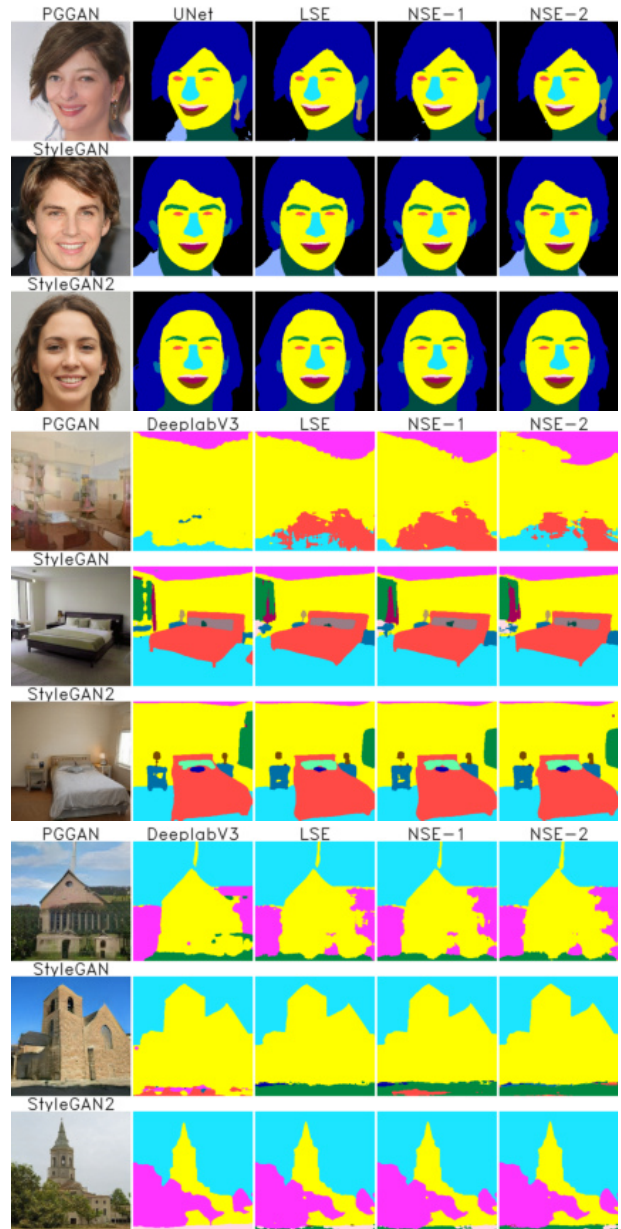 PGGAN UNet LSE NSE-1 NSE-2
StyleGAN
StyleGAN2
PGGAN DeeplabV3 LSE NSE-1 NSE-2
StyleGAN
StyleGAN2
PGGAN DeeplabV3 LSE NSE-1 NSE-2
StyleGAN
StyleGAN2